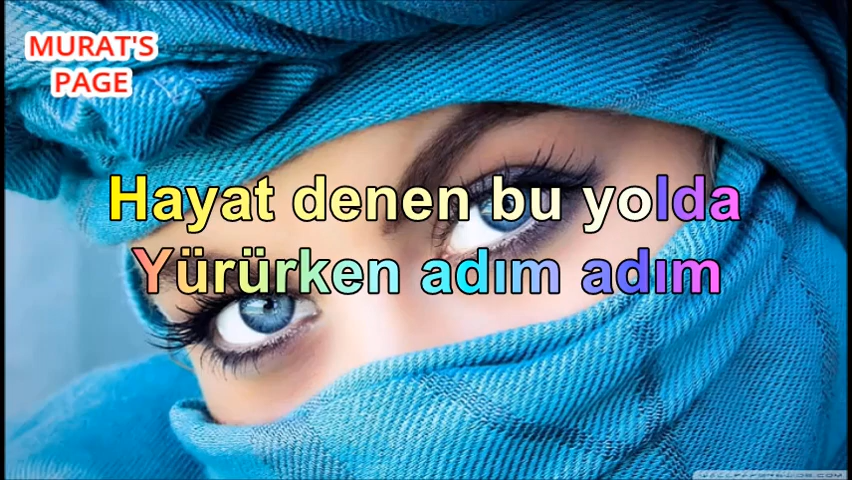 MURAT'S
PAGE
Hayat denen bu yolda
Yürürken adım adım